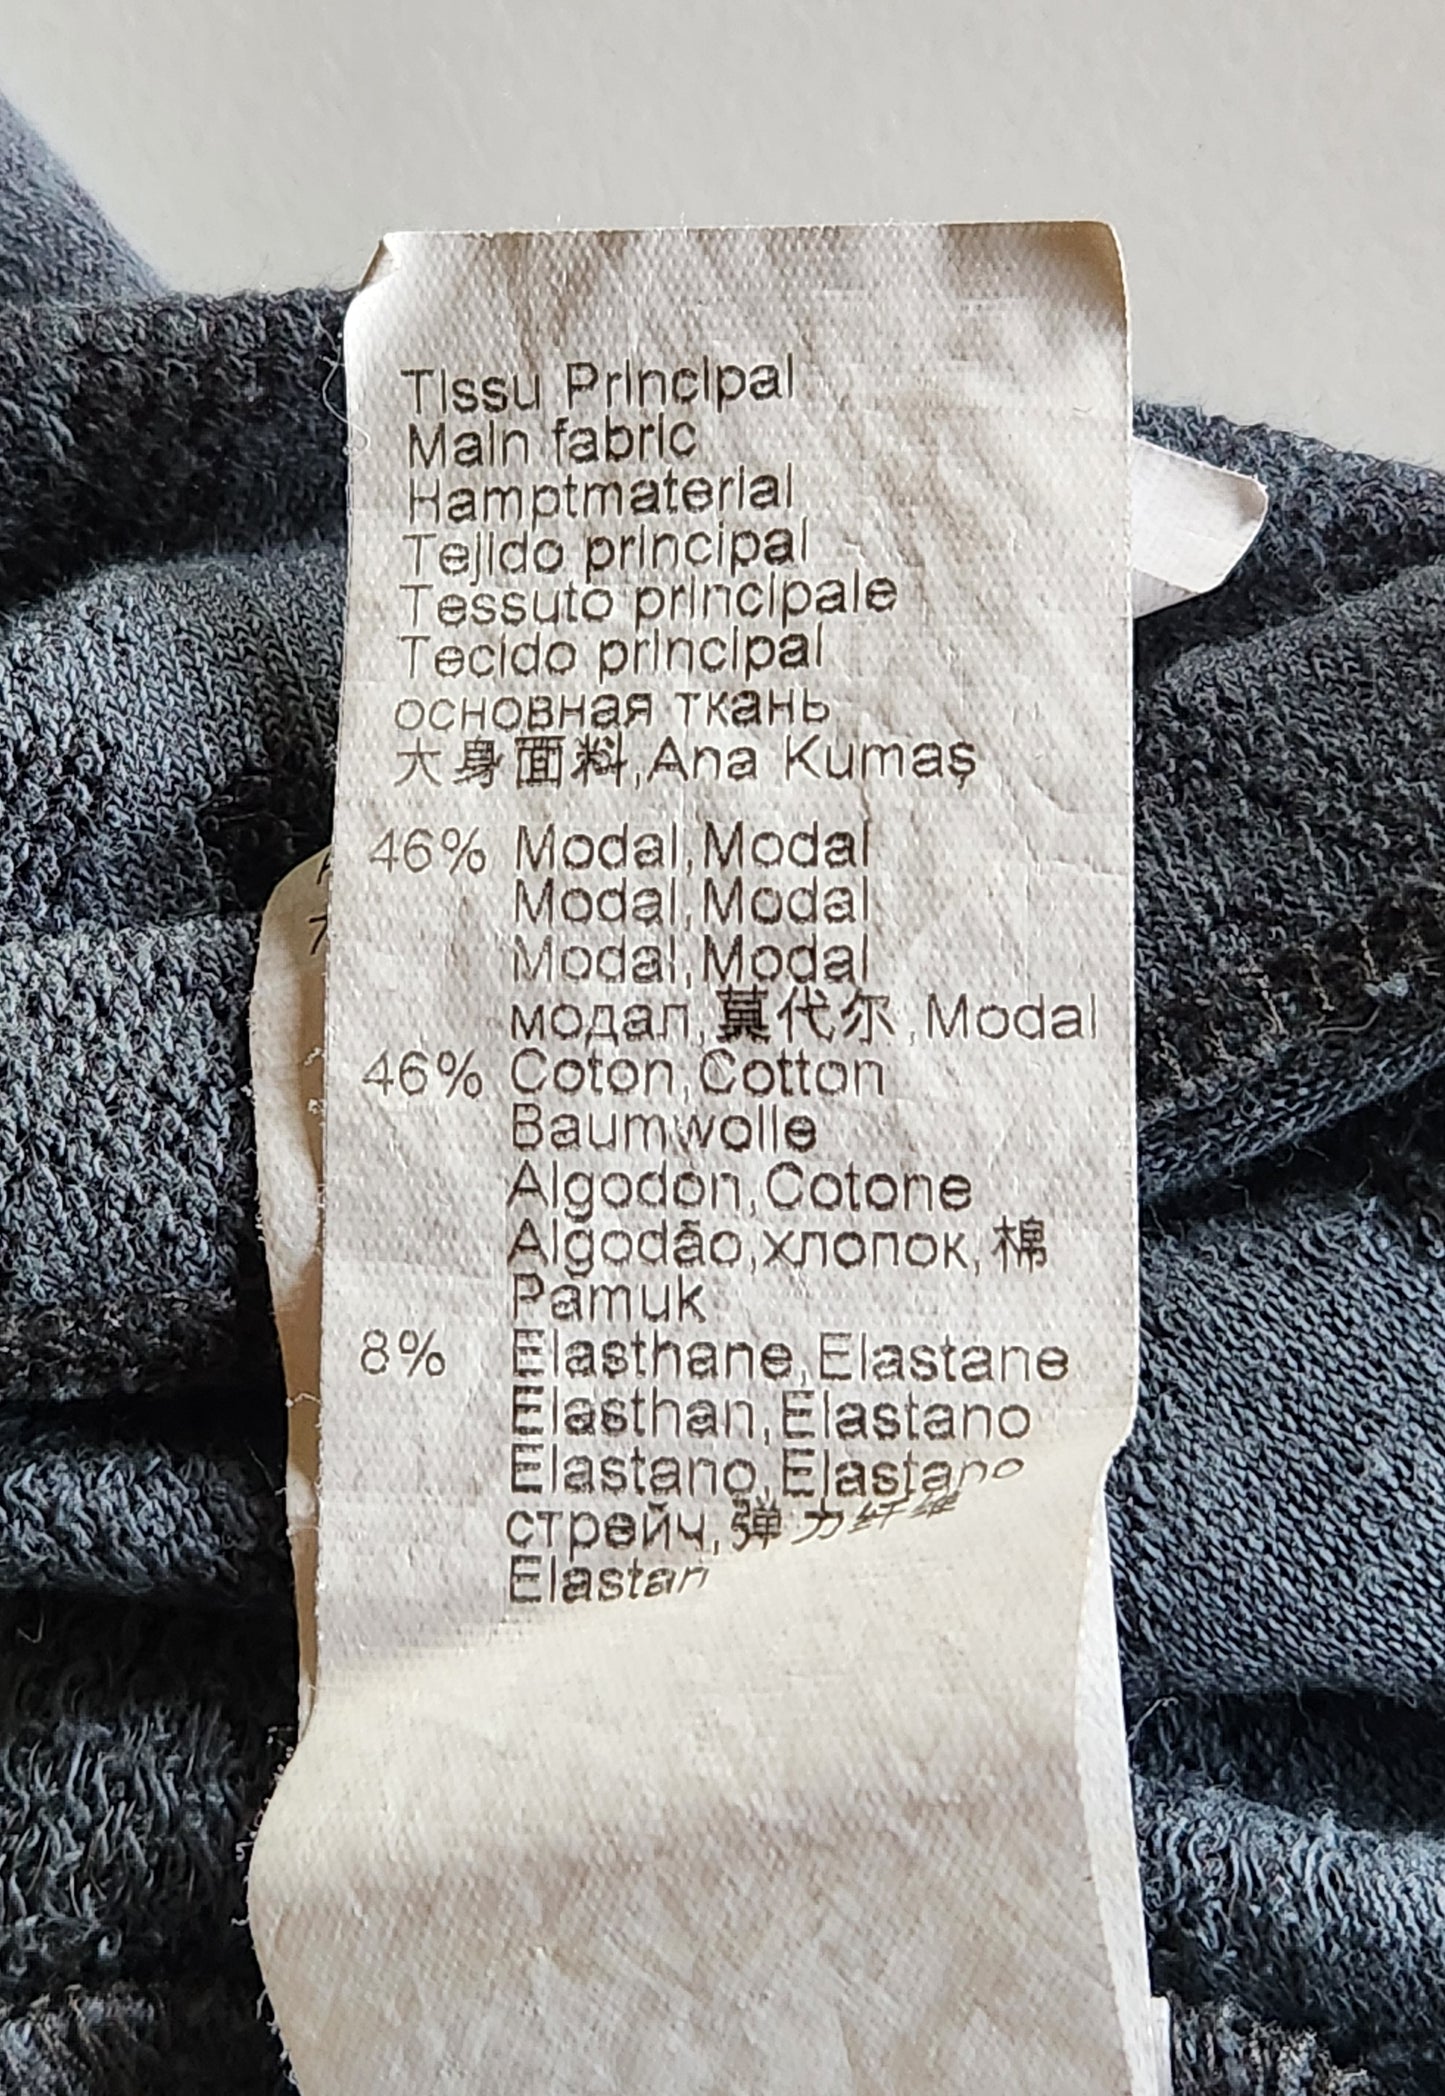 Tissu Principal
Main fabric
Hamptmaterial
Tejido principal
Tessuto principale
Tecido principal
основная ткань
大身面料,Ana Kumaş
46% Modal,Modal
Modal,Modal
Modal,Modal
модал,莫代尔,Modal
46% Coton,Cotton
Baumwolle
Algodon,Cotone
Algodão,хлопок,棉
Pamuk
8% Elasthane,Elastane
Elasthan,Elastano
Elastano,Elastano
стрейч,弹力纤维
Elastan